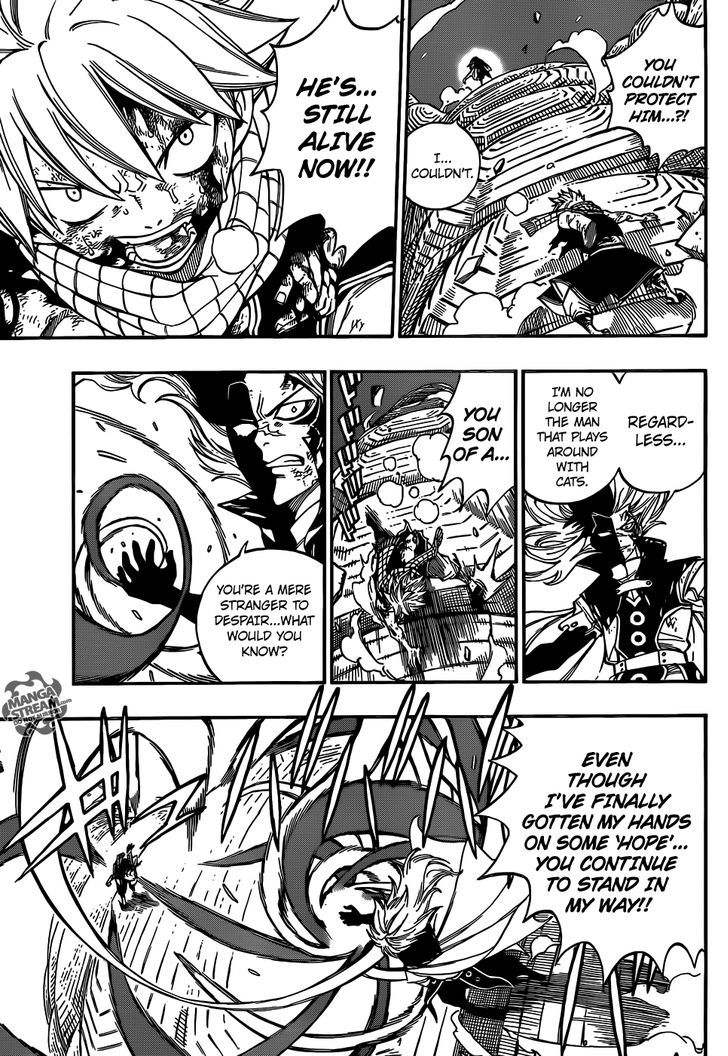 YOU
COULDN'T
PROTECT
HIM...?!
I...
COULDN'T.
HE'S...
STILL
ALIVE
NOW!!
REGARD-
LESS...
I'M NO
LONGER
THE MAN
THAT PLAYS
AROUND
WITH
CATS.
YOU
SON
OF A...
YOU'RE A MERE
STRANGER TO
DESPAIR...WHAT
WOULD YOU
KNOW?
EVEN
THOUGH
I'VE FINALLY
GOTTEN MY HANDS
ON SOME 'HOPE'...
YOU CONTINUE
TO STAND IN
MY WAY!!
MANGA
STREAM